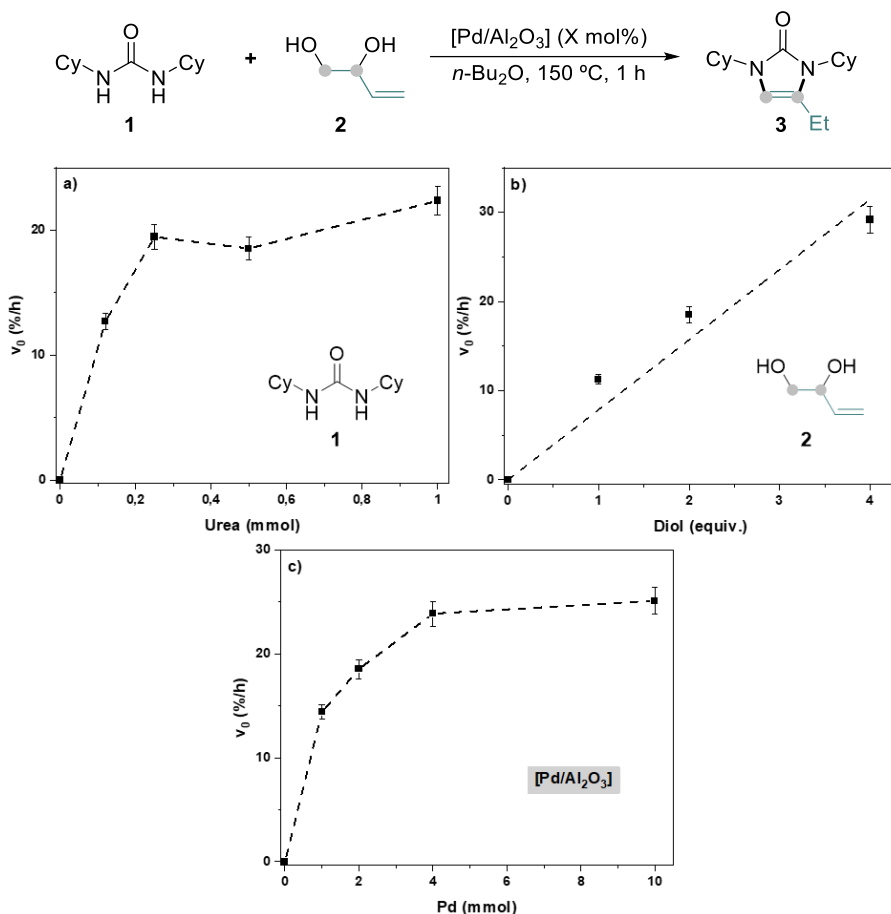 O
Cy N N Cy
H H
1
+
HO OH
2
[Pd/Al₂O₃] (X mol%)
n-Bu₂O, 150 ºC, 1 h
O
Cy N N Cy
Et
3
a)
20
10
0
v₀ (%/h)
0 0,2 0,4 0,6 0,8 1
Urea (mmol)
O
Cy N N Cy
H H
1
b)
30
20
10
0
v₀ (%/h)
0 1 2 3 4
Diol (equiv.)
HO OH
2
c)
30
20
10
0
v₀ (%/h)
0 2 4 6 8 10
Pd (mmol)
[Pd/Al₂O₃]